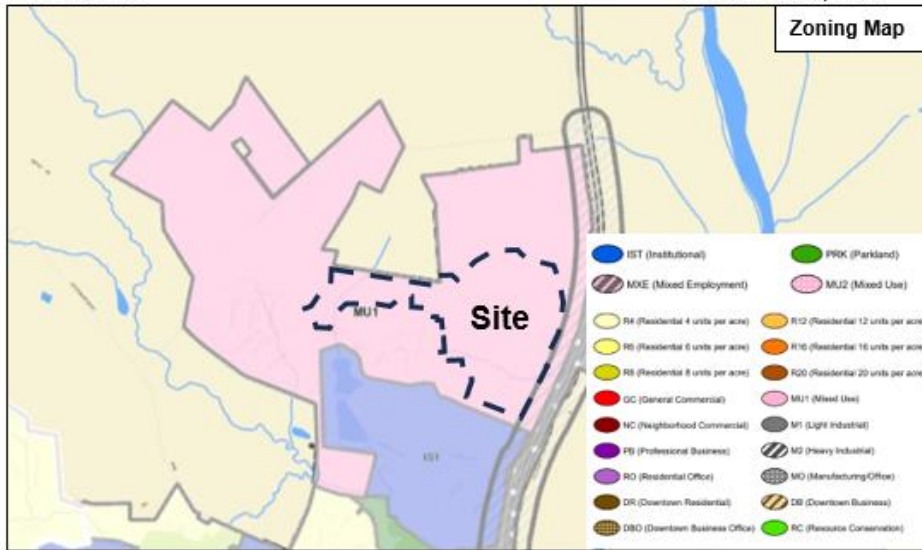 Zoning Map
IST (Institutional)
PRK (Parkland)
MXE (Mixed Employment)
MU2 (Mixed Use)
R4 (Residential 4 units per acre)
R12 (Residential 12 units per acre)
R6 (Residential 6 units per acre)
R16 (Residential 16 units per acre)
R8 (Residential 8 units per acre)
R20 (Residential 20 units per acre)
GC (General Commercial)
MU1 (Mixed Use)
NC (Neighborhood Commercial)
M1 (Light Industrial)
PB (Professional Business)
M2 (Heavy Industrial)
RO (Residential Office)
MO (Manufacturing/Office)
DR (Downtown Residential)
DB (Downtown Business)
DBO (Downtown Business Office)
RC (Resource Conservation)
MU1
Site
IST